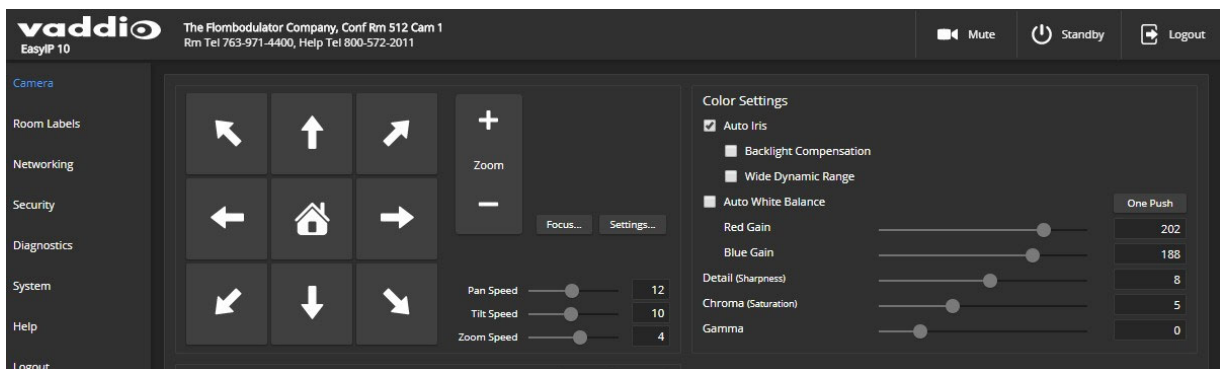 vaddio
EasyIP 10
The Flombodulator Company, Conf Rm 512 Cam 1
Rm Tel 763-971-4400, Help Tel 800-572-2011
Mute
Standby
Logout
Camera
Room Labels
Networking
Security
Diagnostics
System
Help
Logout
+
Zoom
−
Focus...
Settings...
Pan Speed 12
Tilt Speed 10
Zoom Speed 4
Color Settings
Auto Iris
Backlight Compensation
Wide Dynamic Range
Auto White Balance
One Push
Red Gain 202
Blue Gain 188
Detail (Sharpness) 8
Chroma (Saturation) 5
Gamma 0